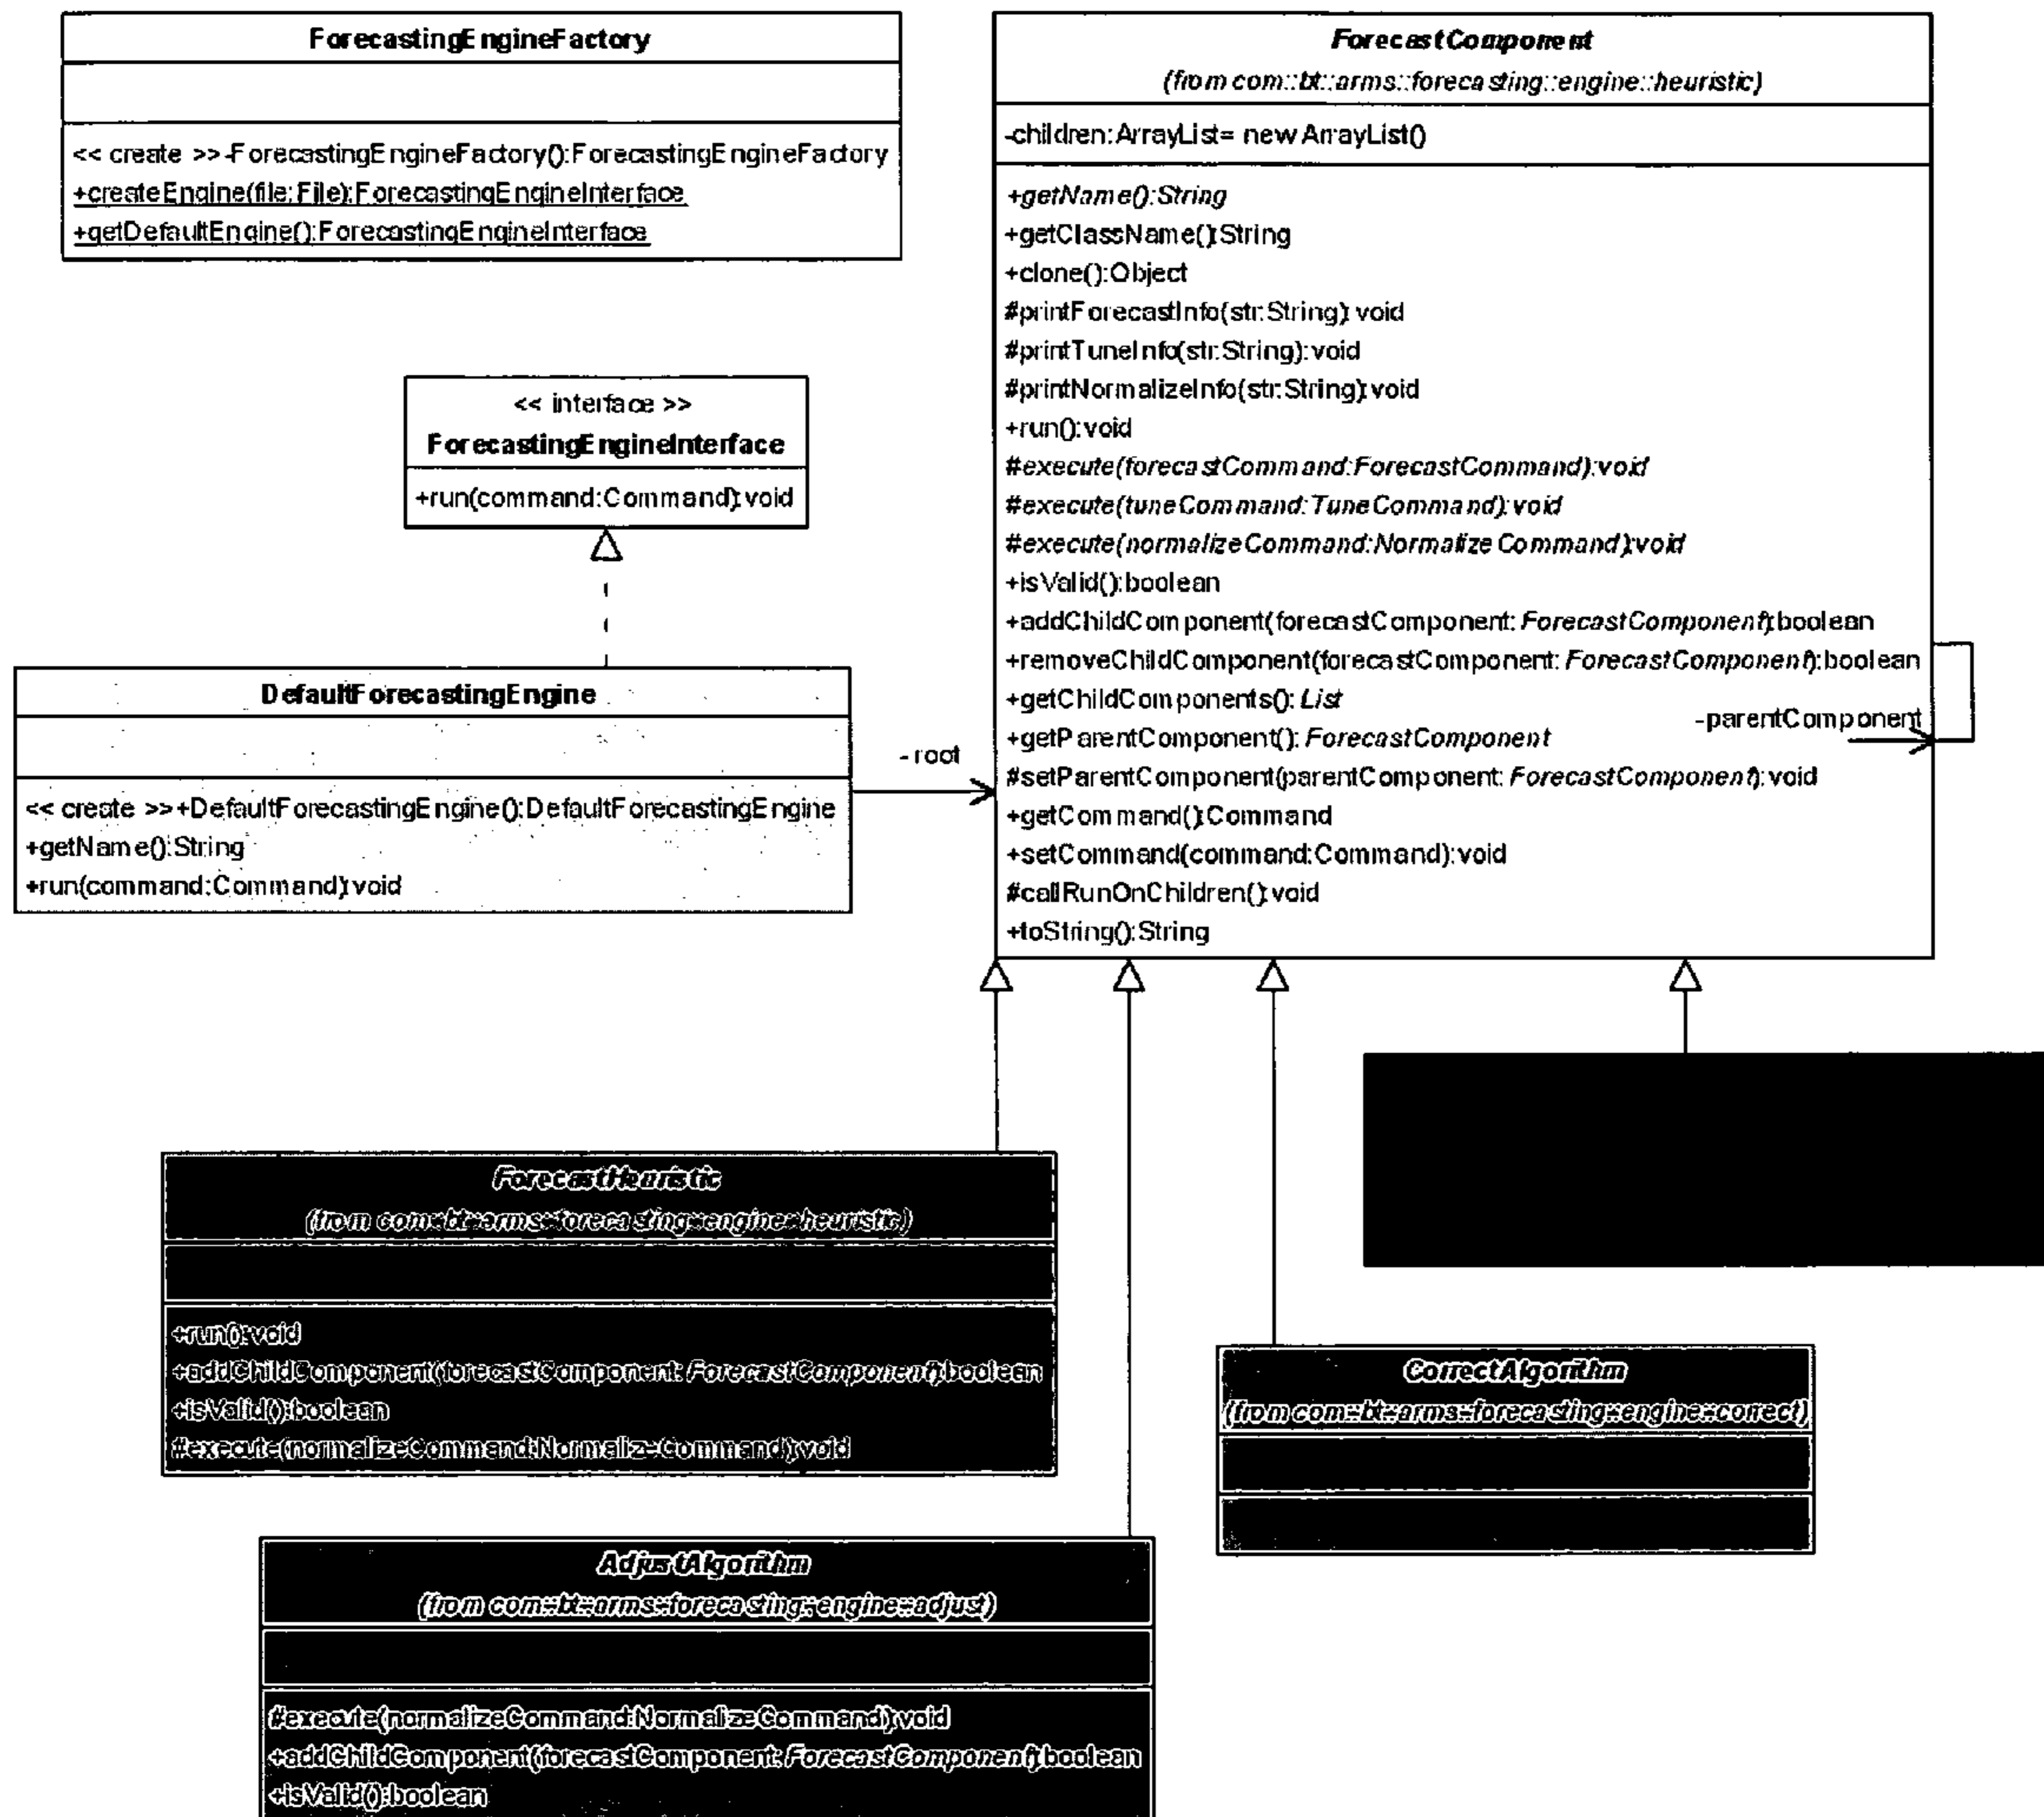 ForecastingEngineFactory
<< create >>-ForecastingEngineFactory():ForecastingEngineFactory
+createEngine(file:File):ForecastingEngineInterface
+getDefaultEngine():ForecastingEngineInterface
ForecastComponent
(from com::bt::arms::forecasting::engine::heuristic)
-children:ArrayList= new ArrayList()
+getName():String
+getClassName():String
+clone():Object
#printForecastInfo(str:String):void
#printTuneInfo(str:String):void
#printNormalizeInfo(str:String):void
+run():void
#execute(forecastCommand:ForecastCommand):void
#execute(tuneCommand:TuneCommand):void
#execute(normalizeCommand:NormalizeCommand):void
+isValid():boolean
+addChildComponent(forecastComponent:ForecastComponent):boolean
+removeChildComponent(forecastComponent:ForecastComponent):boolean
+getChildComponents():List
+getParentComponent():ForecastComponent
#setParentComponent(parentComponent:ForecastComponent):void
+getCommand():Command
+setCommand(command:Command):void
#callRunOnChildren():void
+toString():String
-parentComponent
<< interface >>
ForecastingEngineInterface
+run(command:Command):void
DefaultForecastingEngine
<< create >>+DefaultForecastingEngine():DefaultForecastingEngine
+getName():String
+run(command:Command):void
-root
ForecastHeuristic
(from com::bt::arms::forecasting::engine::heuristic)
+run():void
+addChildComponent(forecastComponent:ForecastComponent):boolean
+isValid():boolean
#execute(normalizeCommand:NormalizeCommand):void
CorrectAlgorithm
(from com::bt::arms::forecasting::engine::correct)
AdjustAlgorithm
(from com::bt::arms::forecasting::engine::adjust)
#execute(normalizeCommand:NormalizeCommand):void
+addChildComponent(forecastComponent:ForecastComponent):boolean
+isValid():boolean